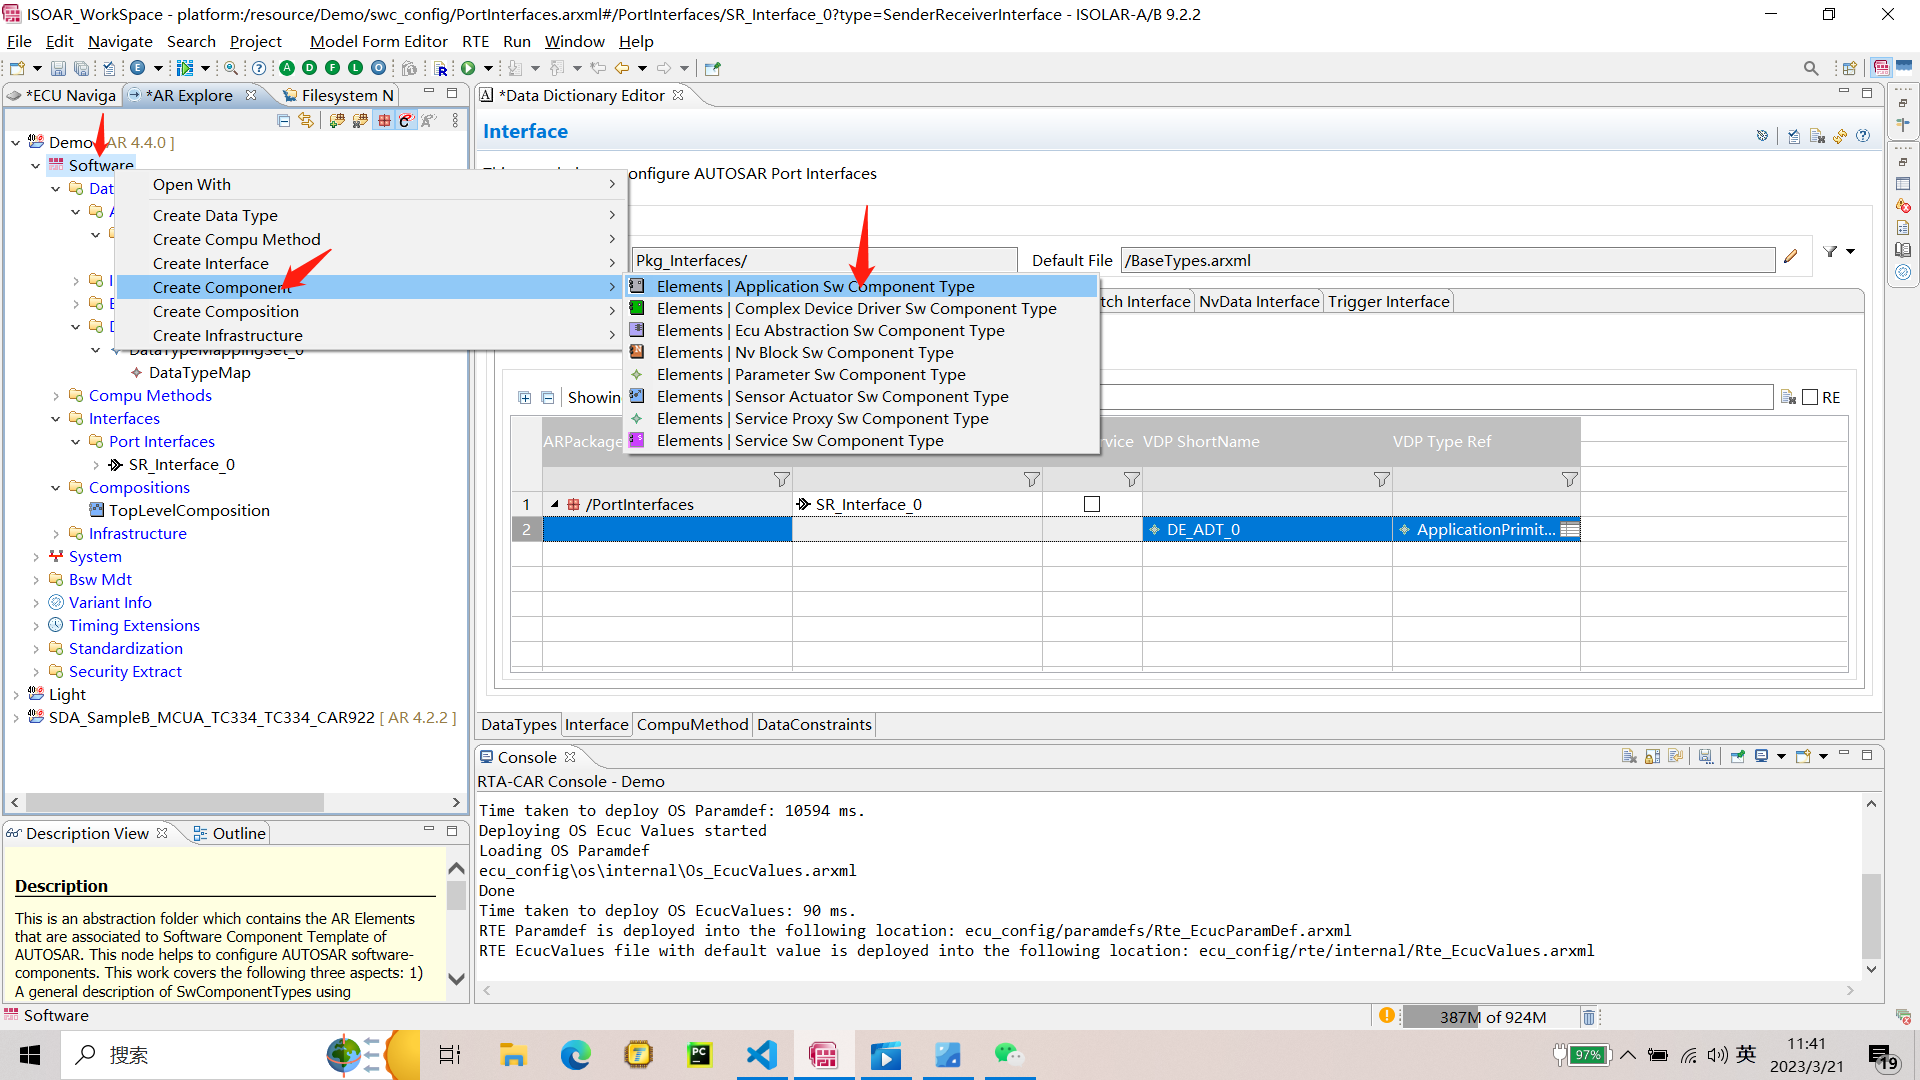 ISOAR_WorkSpace - platform:/resource/Demo/swc_config/PortInterfaces.arxml#/PortInterfaces/SR_Interface_0?type=SenderReceiverInterface - ISOLAR-A/B 9.2.2
File Edit Navigate Search Project Model Form Editor RTE Run Window Help
*ECU Naviga
*AR Explore
Filesystem N
*Data Dictionary Editor
Demo AR 4.4.0 ]
Software
Dat
Interface
onfigure AUTOSAR Port Interfaces
Open With
Create Data Type
Create Compu Method
Create Interface
Create Component
Create Composition
Create Infrastructure
Pkg_Interfaces/
Default File
/BaseTypes.arxml
Elements | Application Sw Component Type
Elements | Complex Device Driver Sw Component Type
Elements | Ecu Abstraction Sw Component Type
Elements | Nv Block Sw Component Type
Elements | Parameter Sw Component Type
Elements | Sensor Actuator Sw Component Type
Elements | Service Proxy Sw Component Type
Elements | Service Sw Component Type
tch Interface
NvData Interface
Trigger Interface
DataTypeMappingSet_0
DataTypeMap
Compu Methods
Interfaces
Port Interfaces
SR_Interface_0
Compositions
TopLevelComposition
Infrastructure
System
Bsw Mdt
Variant Info
Timing Extensions
Standardization
Security Extract
Light
SDA_SampleB_MCUA_TC334_TC334_CAR922 [ AR 4.2.2 ]
Showin
RE
ARPackage
rvice
VDP ShortName
VDP Type Ref
1 /PortInterfaces SR_Interface_0
2 DE_ADT_0 ApplicationPrimit...
DataTypes Interface CompuMethod DataConstraints
Console
RTA-CAR Console - Demo
Time taken to deploy OS Paramdef: 10594 ms.
Deploying OS Ecuc Values started
Loading OS Paramdef
ecu_config\os\internal\Os_EcucValues.arxml
Done
Time taken to deploy OS EcucValues: 90 ms.
RTE Paramdef is deployed into the following location: ecu_config/paramdefs/Rte_EcucParamDef.arxml
RTE EcucValues file with default value is deployed into the following location: ecu_config/rte/internal/Rte_EcucValues.arxml
Description View
Outline
Description
This is an abstraction folder which contains the AR Elements
that are associated to Software Component Template of
AUTOSAR. This node helps to configure AUTOSAR software-
components. This work covers the following three aspects: 1)
A general description of SwComponentTypes using
Software
387M of 924M
搜索
PC
97%
英
11:41
2023/3/21
19